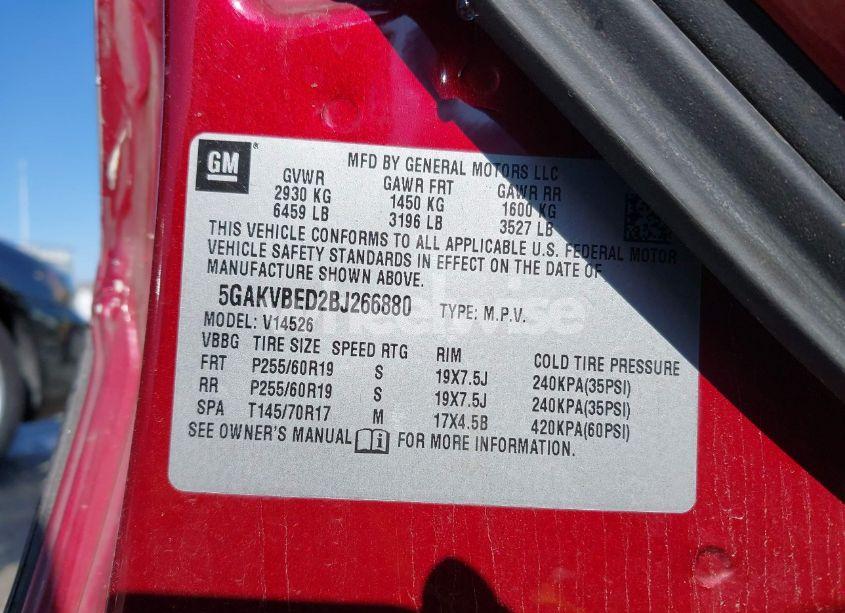 GM
MFD BY GENERAL MOTORS LLC
GVWR GAWR FRT GAWR RR
2930 KG 1450 KG 1600 KG
6459 LB 3196 LB 3527 LB
THIS VEHICLE CONFORMS TO ALL APPLICABLE U.S. FEDERAL MOTOR
VEHICLE SAFETY STANDARDS IN EFFECT ON THE DATE OF
MANUFACTURE SHOWN ABOVE.
5GAKVBED2BJ266880 TYPE: M.P.V.
MODEL: V14526
VBBG TIRE SIZE SPEED RTG RIM COLD TIRE PRESSURE
FRT P255/60R19 S 19X7.5J 240KPA(35PSI)
RR P255/60R19 S 19X7.5J 240KPA(35PSI)
SPA T145/70R17 M 17X4.5B 420KPA(60PSI)
SEE OWNER'S MANUAL FOR MORE INFORMATION.